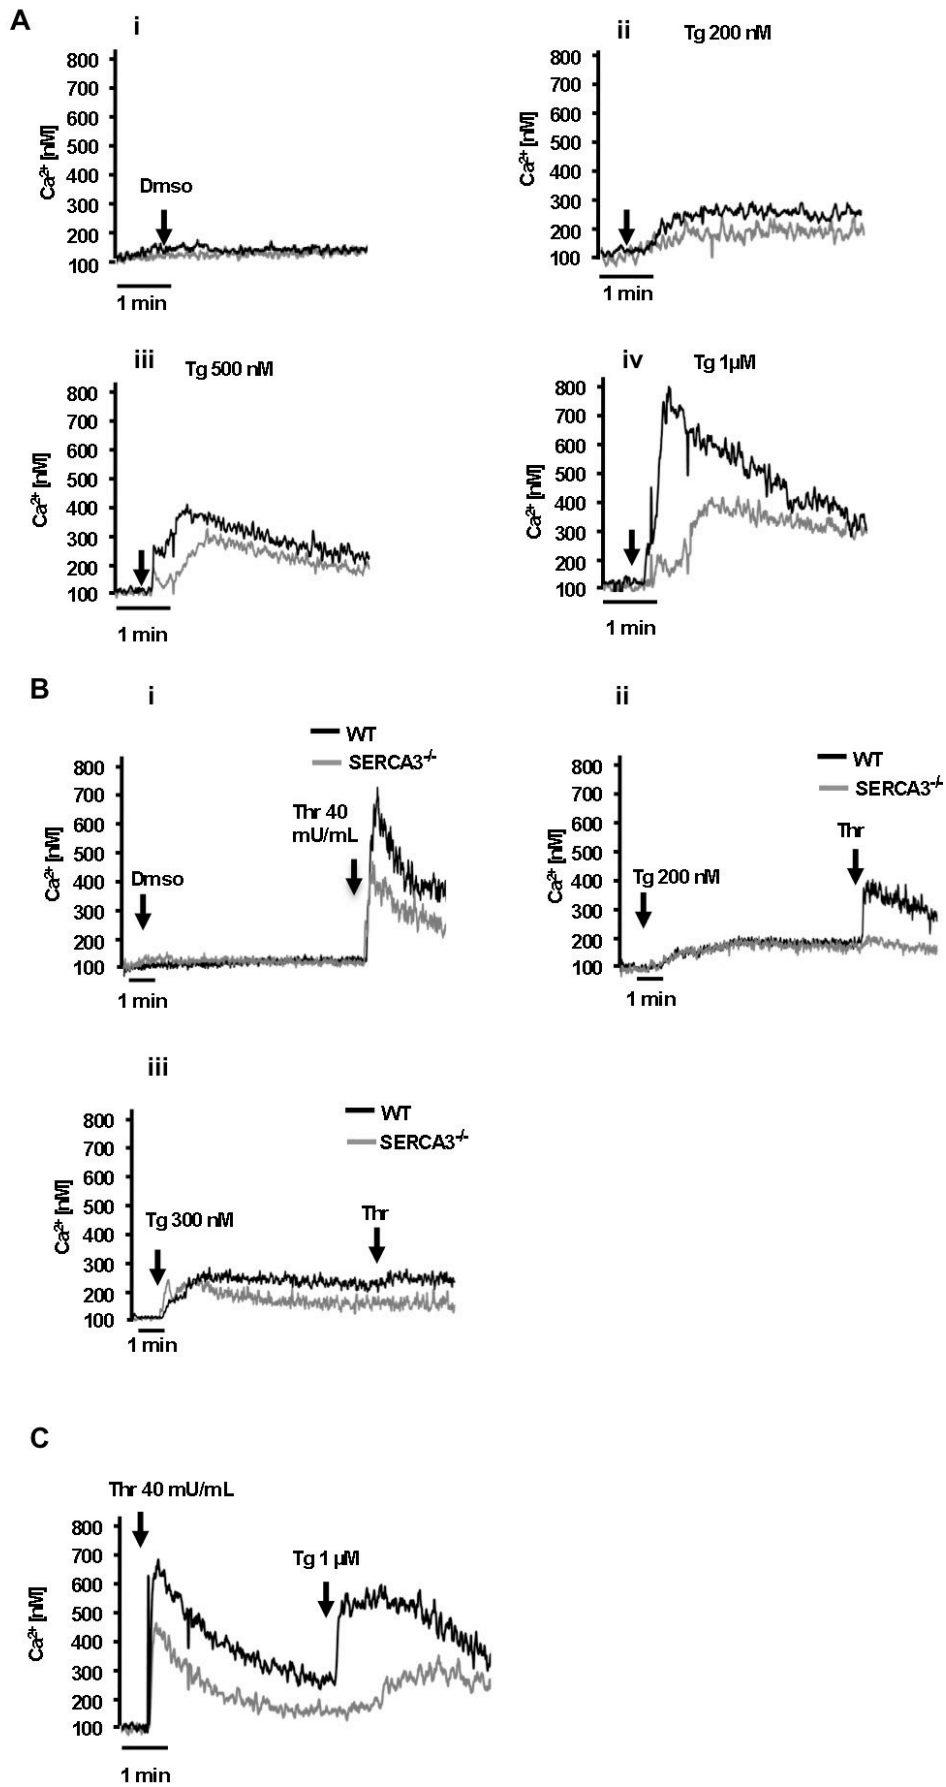 A
i
800
700
600
500
400
300
200
100
Ca²⁺ [nM]
Dmso
1 min
ii
Tg 200 nM
800
700
600
500
400
300
200
100
Ca²⁺ [nM]
1 min
iii
Tg 500 nM
800
700
600
500
400
300
200
100
Ca²⁺ [nM]
1 min
iv
Tg 1µM
800
700
600
500
400
300
200
100
Ca²⁺ [nM]
1 min
B
i
WT
SERCA3⁻/⁻
800
700
600
500
400
300
200
100
Ca²⁺ [nM]
Dmso
Thr 40
mU/mL
1 min
ii
WT
SERCA3⁻/⁻
800
700
600
500
400
300
200
100
Ca²⁺ [nM]
Tg 200 nM
Thr
1 min
iii
WT
SERCA3⁻/⁻
800
700
600
500
400
300
200
100
Ca²⁺ [nM]
Tg 300 nM
Thr
1 min
C
Thr 40 mU/mL
800
700
600
500
400
300
200
100
Ca²⁺ [nM]
Tg 1 µM
1 min